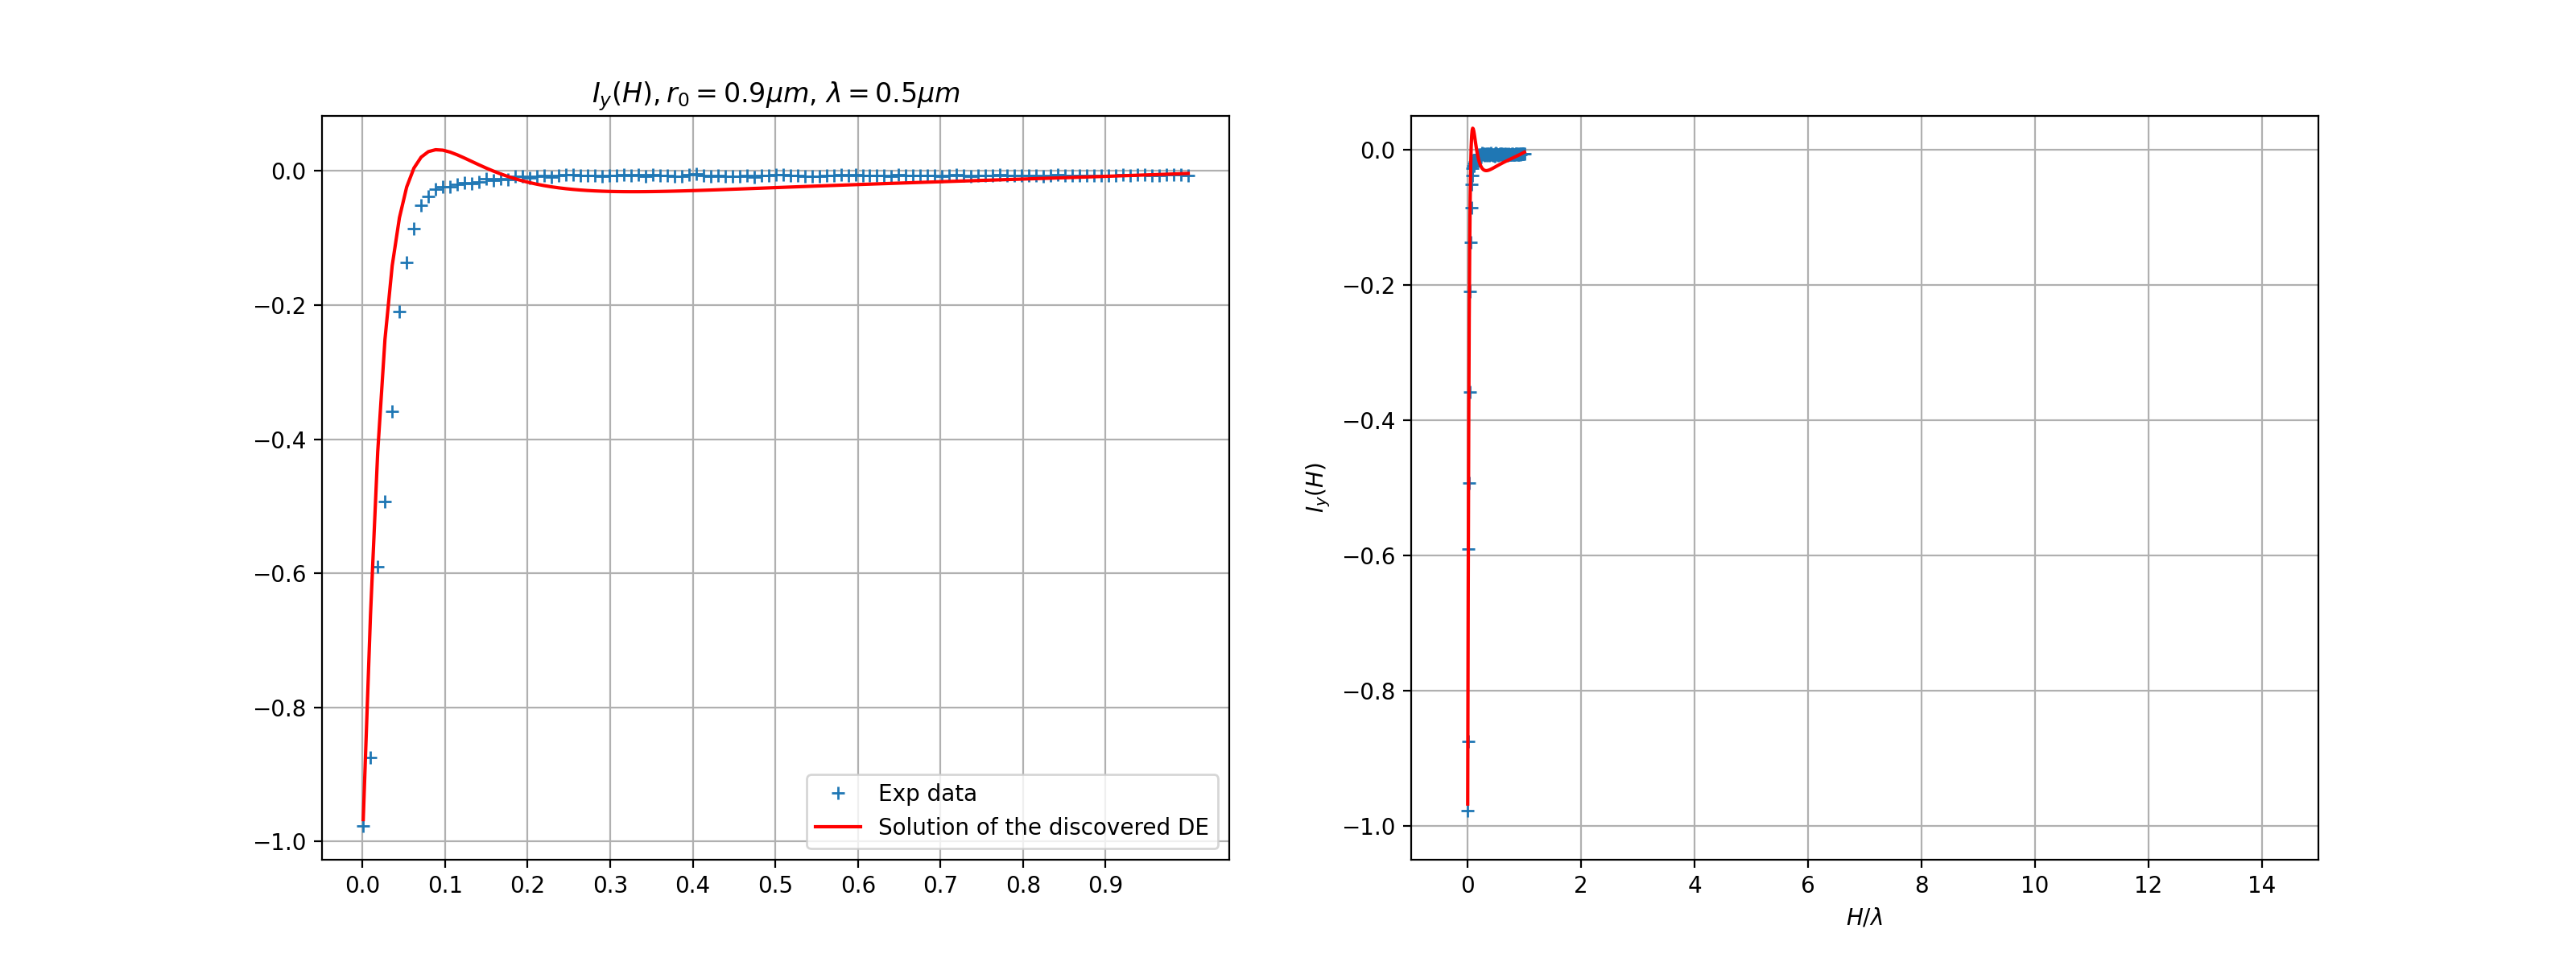 I_y(H), r_0 = 0.9μm, λ = 0.5μm
0.0
−0.2
−0.4
−0.6
−0.8
−1.0
0.0 0.1 0.2 0.3 0.4 0.5 0.6 0.7 0.8 0.9
Exp data
Solution of the discovered DE
I_y(H)
0.0
−0.2
−0.4
−0.6
−0.8
−1.0
0 2 4 6 8 10 12 14
H/λ